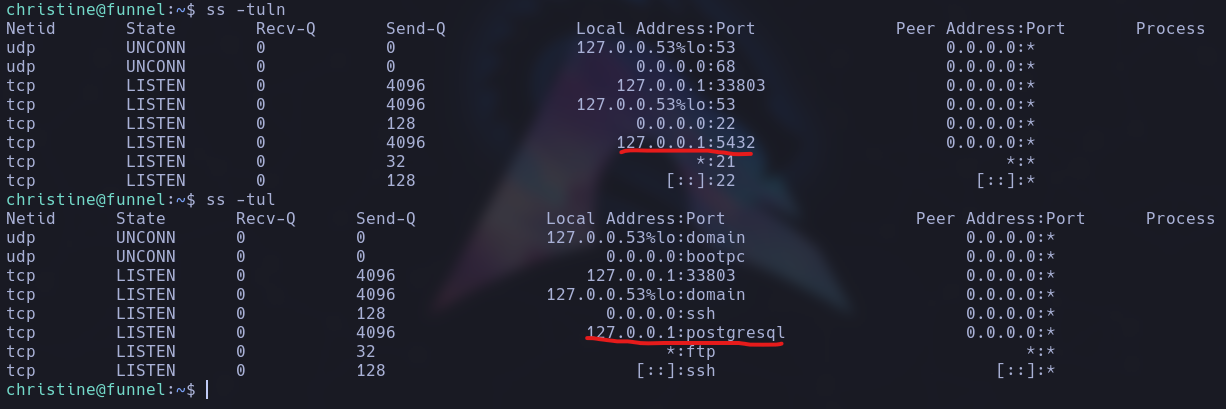 christine@funnel:~$ ss -tuln
Netid State Recv-Q Send-Q Local Address:Port Peer Address:Port Process
udp UNCONN 0 0 127.0.0.53%lo:53 0.0.0.0:*
udp UNCONN 0 0 0.0.0.0:68 0.0.0.0:*
tcp LISTEN 0 4096 127.0.0.1:33803 0.0.0.0:*
tcp LISTEN 0 4096 127.0.0.53%lo:53 0.0.0.0:*
tcp LISTEN 0 128 0.0.0.0:22 0.0.0.0:*
tcp LISTEN 0 4096 127.0.0.1:5432 0.0.0.0:*
tcp LISTEN 0 32 *:21 *:*
tcp LISTEN 0 128 [::]:22 [::]:*
christine@funnel:~$ ss -tul
Netid State Recv-Q Send-Q Local Address:Port Peer Address:Port Process
udp UNCONN 0 0 127.0.0.53%lo:domain 0.0.0.0:*
udp UNCONN 0 0 0.0.0.0:bootpc 0.0.0.0:*
tcp LISTEN 0 4096 127.0.0.1:33803 0.0.0.0:*
tcp LISTEN 0 4096 127.0.0.53%lo:domain 0.0.0.0:*
tcp LISTEN 0 128 0.0.0.0:ssh 0.0.0.0:*
tcp LISTEN 0 4096 127.0.0.1:postgresql 0.0.0.0:*
tcp LISTEN 0 32 *:ftp *:*
tcp LISTEN 0 128 [::]:ssh [::]:*
christine@funnel:~$